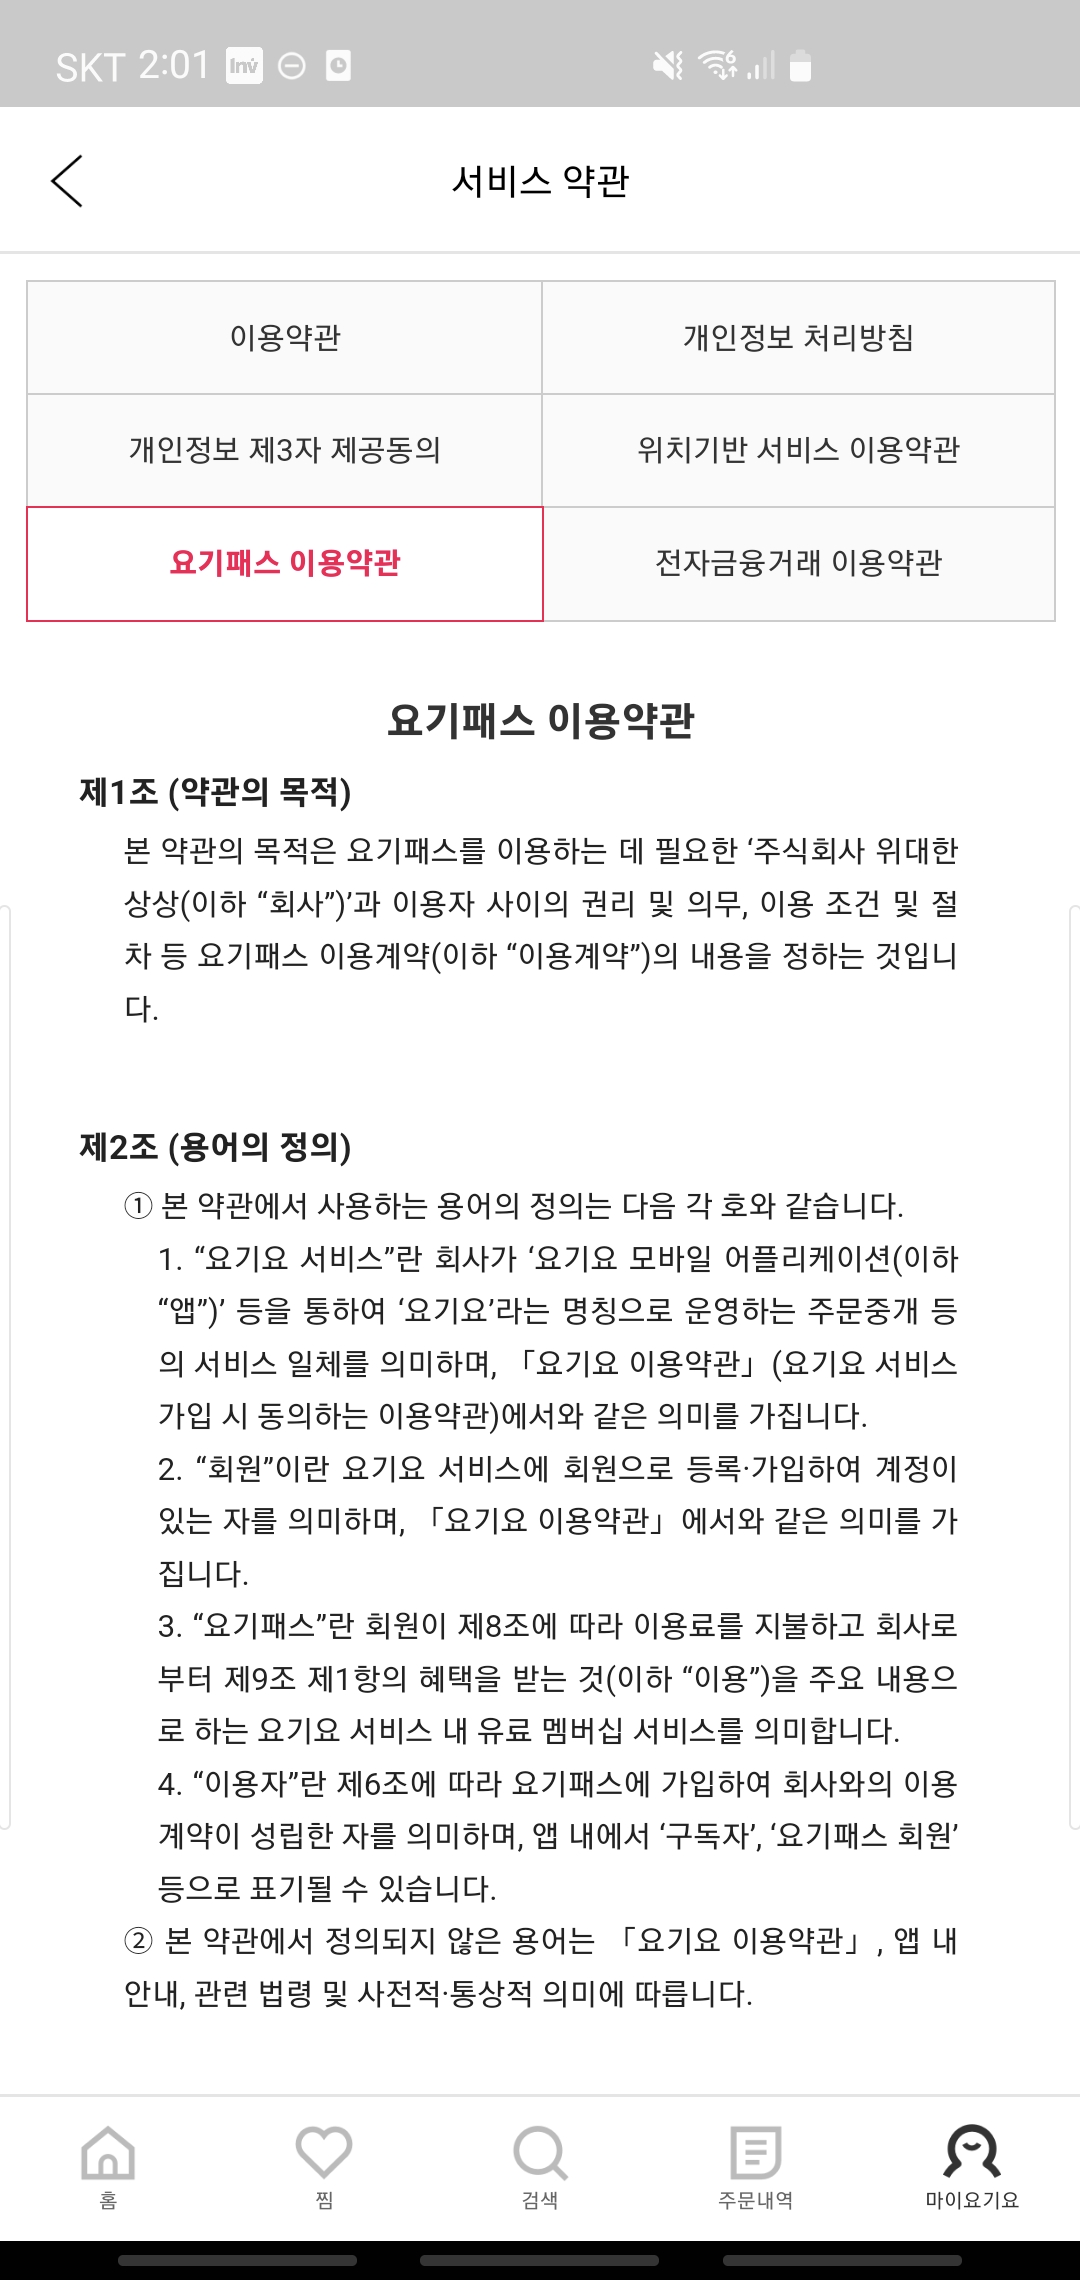 SKT 2:01 Inv
6
서비스 약관
이용약관
개인정보 처리방침
개인정보 제3자 제공동의
위치기반 서비스 이용약관
요기패스 이용약관
전자금융거래 이용약관
요기패스 이용약관
제1조 (약관의 목적)
본 약관의 목적은 요기패스를 이용하는 데 필요한 ‘주식회사 위대한
상상(이하 “회사”)’과 이용자 사이의 권리 및 의무, 이용 조건 및 절
차 등 요기패스 이용계약(이하 “이용계약”)의 내용을 정하는 것입니
다.
제2조 (용어의 정의)
① 본 약관에서 사용하는 용어의 정의는 다음 각 호와 같습니다.
1. “요기요 서비스”란 회사가 ‘요기요 모바일 어플리케이션(이하
“앱”)’ 등을 통하여 ‘요기요’라는 명칭으로 운영하는 주문중개 등
의 서비스 일체를 의미하며, 「요기요 이용약관」(요기요 서비스
가입 시 동의하는 이용약관)에서와 같은 의미를 가집니다.
2. “회원”이란 요기요 서비스에 회원으로 등록·가입하여 계정이
있는 자를 의미하며, 「요기요 이용약관」에서와 같은 의미를 가
집니다.
3. “요기패스”란 회원이 제8조에 따라 이용료를 지불하고 회사로
부터 제9조 제1항의 혜택을 받는 것(이하 “이용”)을 주요 내용으
로 하는 요기요 서비스 내 유료 멤버십 서비스를 의미합니다.
4. “이용자”란 제6조에 따라 요기패스에 가입하여 회사와의 이용
계약이 성립한 자를 의미하며, 앱 내에서 ‘구독자’, ‘요기패스 회원’
등으로 표기될 수 있습니다.
② 본 약관에서 정의되지 않은 용어는 「요기요 이용약관」, 앱 내
안내, 관련 법령 및 사전적·통상적 의미에 따릅니다.
홈
찜
검색
주문내역
마이요기요